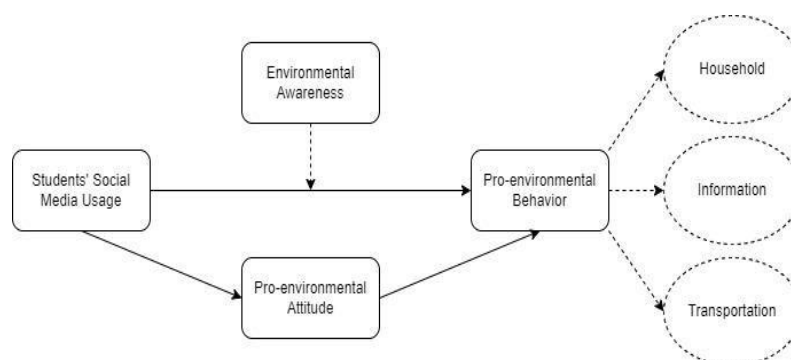 Environmental
Awareness
Household
Students' Social
Media Usage
Pro-environmental
Behavior
Information
Pro-environmental
Attitude
Transportation